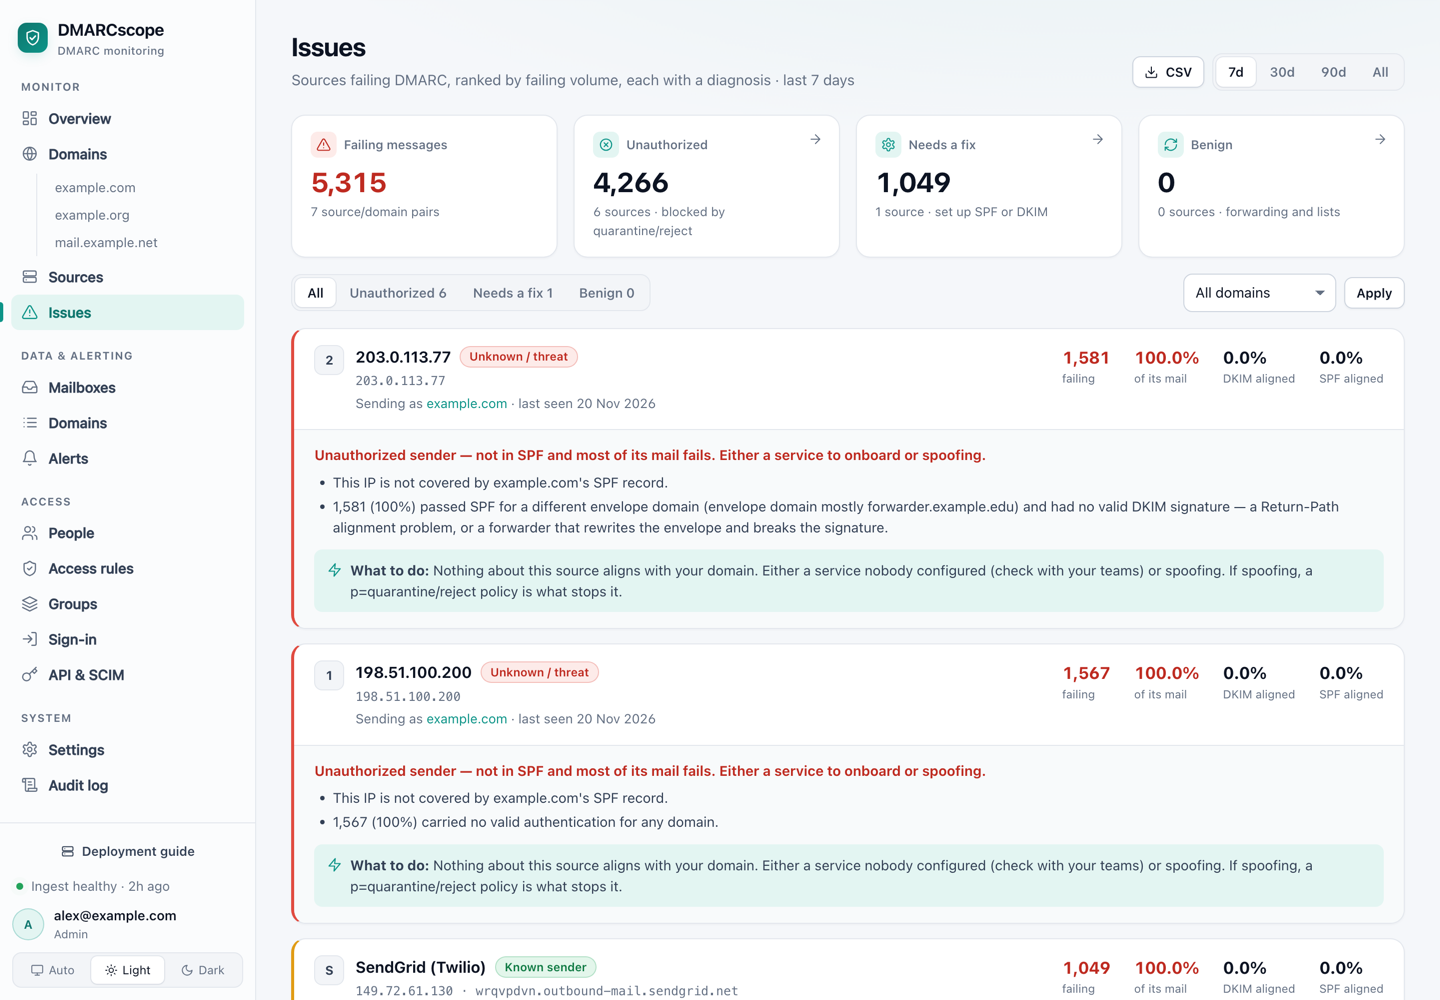 DMARCscope
DMARC monitoring
MONITOR
Overview
Domains
example.com
example.org
mail.example.net
Sources
Issues
DATA & ALERTING
Mailboxes
Domains
Alerts
ACCESS
People
Access rules
Groups
Sign-in
API & SCIM
SYSTEM
Settings
Audit log
Deployment guide
Ingest healthy · 2h ago
A
alex@example.com
Admin
Auto
Light
Dark
Issues
Sources failing DMARC, ranked by failing volume, each with a diagnosis · last 7 days
CSV
7d
30d
90d
All
Failing messages
5,315
7 source/domain pairs
Unauthorized
4,266
6 sources · blocked by
quarantine/reject
Needs a fix
1,049
1 source · set up SPF or DKIM
Benign
0
0 sources · forwarding and lists
All
Unauthorized 6
Needs a fix 1
Benign 0
All domains
Apply
2
203.0.113.77
Unknown / threat
203.0.113.77
Sending as example.com · last seen 20 Nov 2026
1,581
failing
100.0%
of its mail
0.0%
DKIM aligned
0.0%
SPF aligned
Unauthorized sender — not in SPF and most of its mail fails. Either a service to onboard or spoofing.
• This IP is not covered by example.com's SPF record.
• 1,581 (100%) passed SPF for a different envelope domain (envelope domain mostly forwarder.example.edu) and had no valid DKIM signature — a Return-Path
alignment problem, or a forwarder that rewrites the envelope and breaks the signature.
What to do: Nothing about this source aligns with your domain. Either a service nobody configured (check with your teams) or spoofing. If spoofing, a
p=quarantine/reject policy is what stops it.
1
198.51.100.200
Unknown / threat
198.51.100.200
Sending as example.com · last seen 20 Nov 2026
1,567
failing
100.0%
of its mail
0.0%
DKIM aligned
0.0%
SPF aligned
Unauthorized sender — not in SPF and most of its mail fails. Either a service to onboard or spoofing.
• This IP is not covered by example.com's SPF record.
• 1,567 (100%) carried no valid authentication for any domain.
What to do: Nothing about this source aligns with your domain. Either a service nobody configured (check with your teams) or spoofing. If spoofing, a
p=quarantine/reject policy is what stops it.
S
SendGrid (Twilio)
Known sender
149.72.61.130 · wrqvpdvn.outbound-mail.sendgrid.net
1,049
failing
100.0%
of its mail
0.0%
DKIM aligned
0.0%
SPF aligned